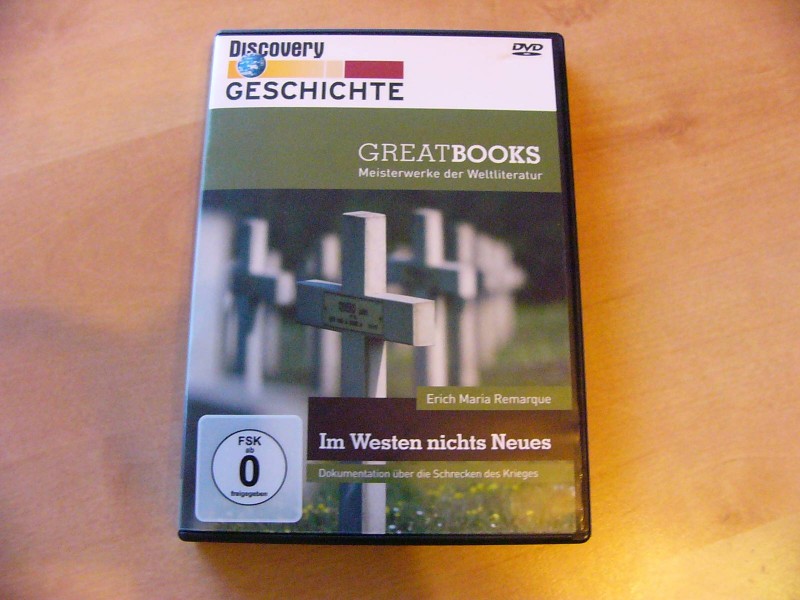 Discovery
DVD
GESCHICHTE
GREATBOOKS
Meisterwerke der Weltliteratur
Erich Maria Remarque
Im Westen nichts Neues
Dokumentation über die Schrecken des Krieges
FSK
ab
0
freigegeben